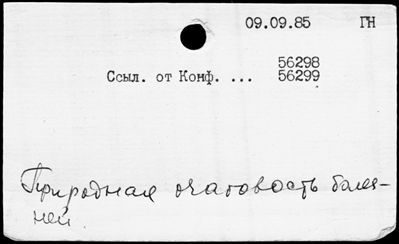 09.09.85 ГН
56298
Ссыл. от Конф. ... 56299
Природная очаговость болез-
ней.